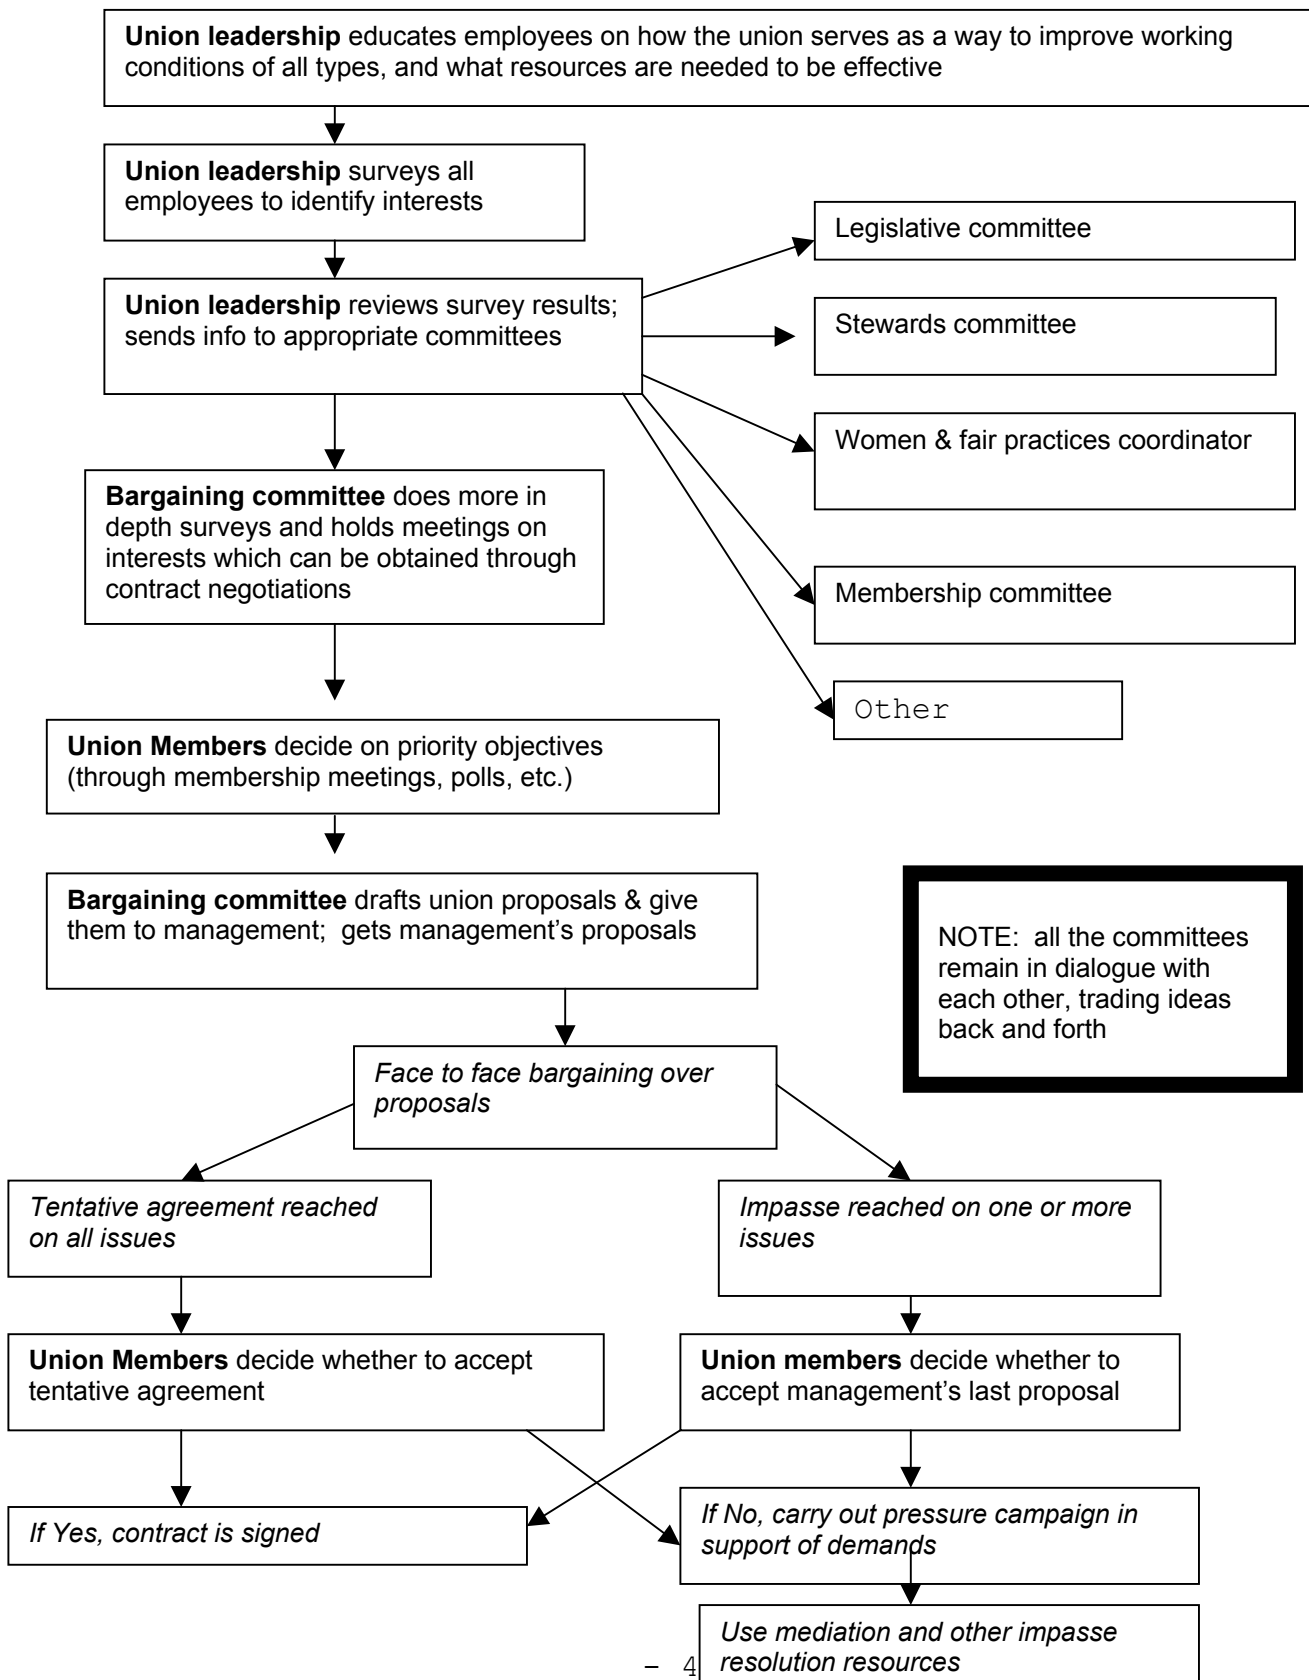 Union leadership educates employees on how the union serves as a way to improve working
conditions of all types, and what resources are needed to be effective
Union leadership surveys all
employees to identify interests
Union leadership reviews survey results;
sends info to appropriate committees
Legislative committee
Stewards committee
Women & fair practices coordinator
Membership committee
Other
Bargaining committee does more in
depth surveys and holds meetings on
interests which can be obtained through
contract negotiations
Union Members decide on priority objectives
(through membership meetings, polls, etc.)
Bargaining committee drafts union proposals & give
them to management;  gets management's proposals
NOTE:  all the committees
remain in dialogue with
each other, trading ideas
back and forth
Face to face bargaining over
proposals
Tentative agreement reached
on all issues
Impasse reached on one or more
issues
Union Members decide whether to accept
tentative agreement
Union members decide whether to
accept management's last proposal
If Yes, contract is signed
If No, carry out pressure campaign in
support of demands
Use mediation and other impasse
resolution resources
- 4